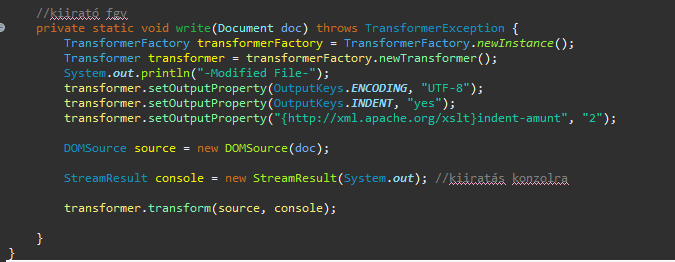 //kiirató fgv
private static void write(Document doc) throws TransformerException {
TransformerFactory transformerFactory = TransformerFactory.newInstance();
Transformer transformer = transformerFactory.newTransformer();
System.out.println("-Modified File-");
transformer.setOutputProperty(OutputKeys.ENCODING, "UTF-8");
transformer.setOutputProperty(OutputKeys.INDENT, "yes");
transformer.setOutputProperty("{http://xml.apache.org/xslt}indent-amunt", "2");
DOMSource source = new DOMSource(doc);
StreamResult console = new StreamResult(System.out); //kiiratás konzolra
transformer.transform(source, console);
}
}